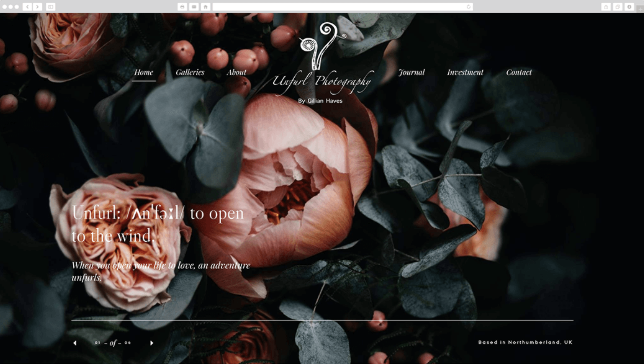 Home
Galleries
About
Unfurl Photography
By Gillian Haves
Journal
Investment
Contact
Unfurl: /ʌnˈfəːl/ to open
to the wind.
When you open your life to love, an adventure
unfurls.
01 – of – 04
Based in Northumberland, UK